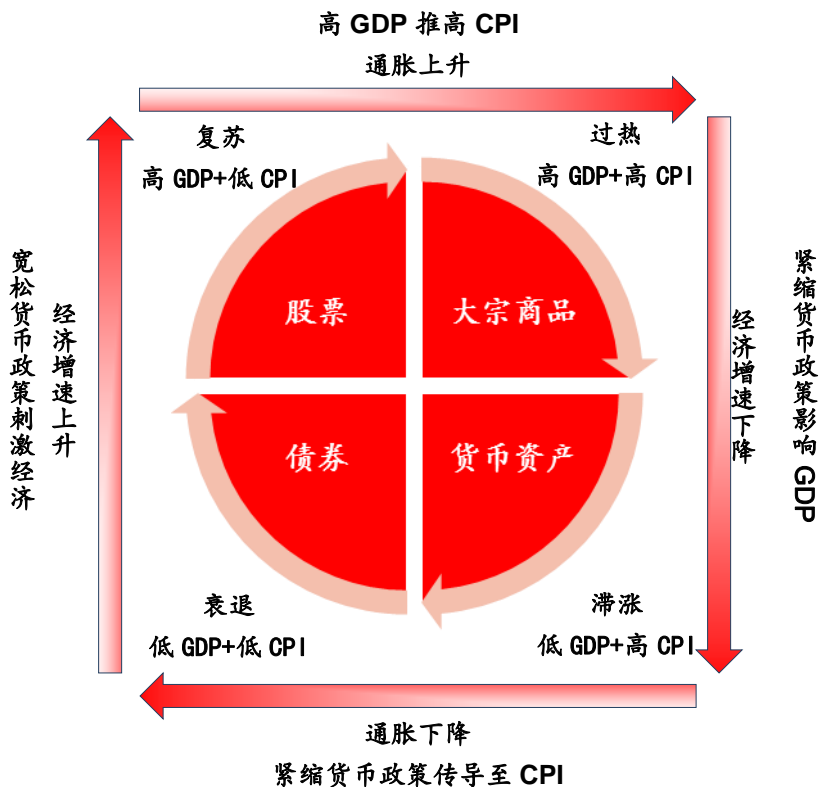 高 GDP 推高 CPI
通胀上升
复苏
高 GDP+低 CPI
过热
高 GDP+高 CPI
宽松货币政策刺激经济
经济增速上升
股票
大宗商品
经济增速下降
紧缩货币政策影响 GDP
债券
货币资产
衰退
低 GDP+低 CPI
滞涨
低 GDP+高 CPI
通胀下降
紧缩货币政策传导至 CPI